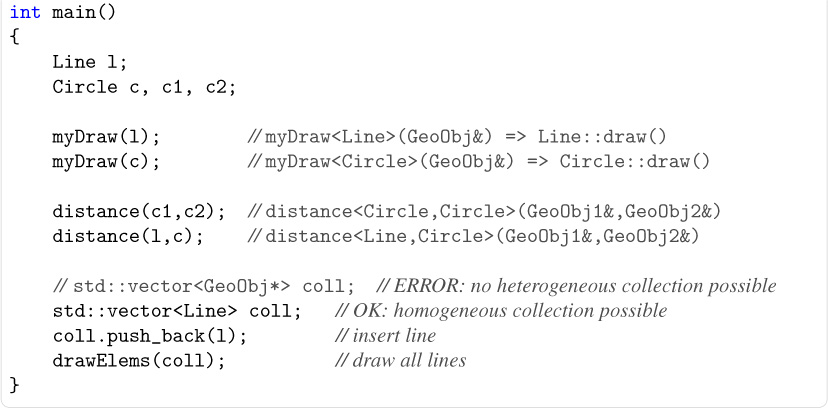 int main()
{
    Line l;
    Circle c, c1, c2;

    myDraw(l);        // myDraw<Line>(GeoObj&) => Line::draw()
    myDraw(c);        // myDraw<Circle>(GeoObj&) => Circle::draw()

    distance(c1,c2);  // distance<Circle,Circle>(GeoObj1&,GeoObj2&)
    distance(l,c);    // distance<Line,Circle>(GeoObj1&,GeoObj2&)

    // std::vector<GeoObj*> coll;  // ERROR: no heterogeneous collection possible
    std::vector<Line> coll;   // OK: homogeneous collection possible
    coll.push_back(l);        // insert line
    drawElems(coll);          // draw all lines
}